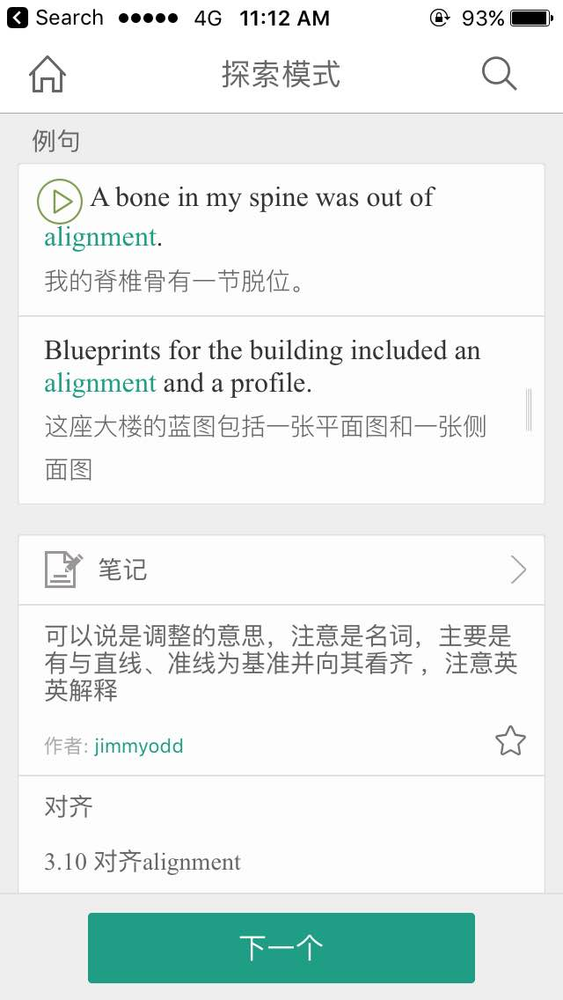 Search 4G 11:12 AM 93%
探索模式
例句
A bone in my spine was out of
alignment.
我的脊椎骨有一节脱位。
Blueprints for the building included an
alignment and a profile.
这座大楼的蓝图包括一张平面图和一张侧
面图
笔记
可以说是调整的意思，注意是名词，主要是
有与直线、准线为基准并向其看齐 ，注意英
英解释
作者: jimmyodd
对齐
3.10 对齐alignment
下一个